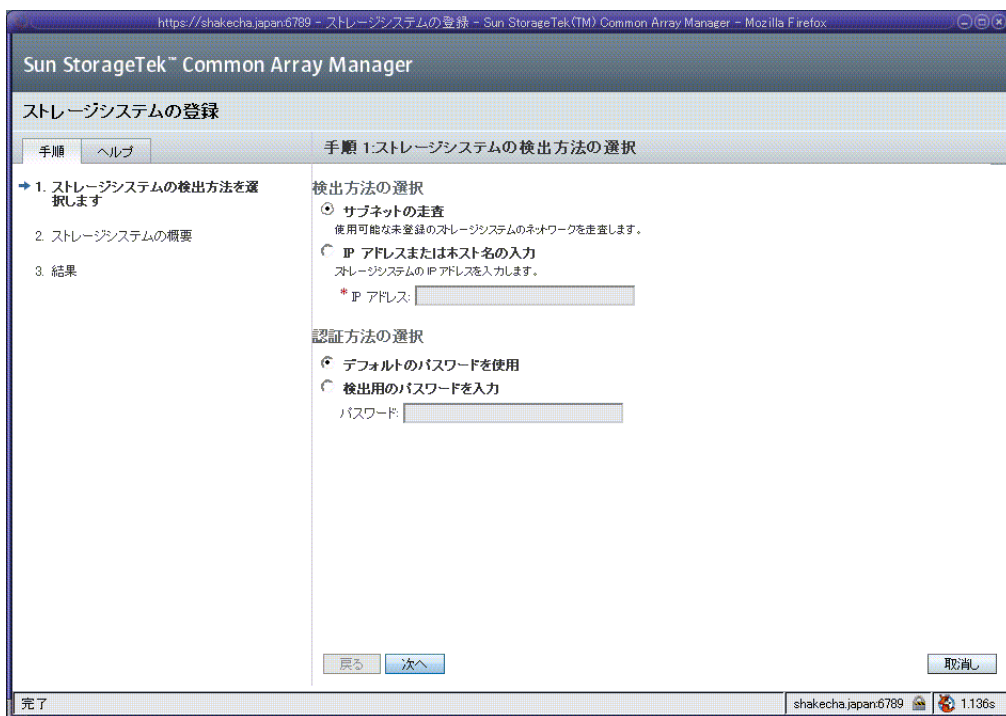 https://shakecha.japan:6789 - ストレージシステムの登録 - Sun StorageTek(TM) Common Array Manager - Mozilla Firefox
Sun StorageTek™ Common Array Manager
ストレージシステムの登録
手順 ヘルプ
1. ストレージシステムの検出方法を選
択します
2. ストレージシステムの概要
3. 結果
手順 1:ストレージシステムの検出方法の選択
検出方法の選択
サブネットの走査
使用可能な未登録のストレージシステムのネットワークを走査します。
IP アドレスまたはホスト名の入力
ストレージシステムの IP アドレスを入力します。
* IP アドレス:
認証方法の選択
デフォルトのパスワードを使用
検出用のパスワードを入力
パスワード:
戻る 次へ 取消し
完了 shakecha.japan:6789 1.136s